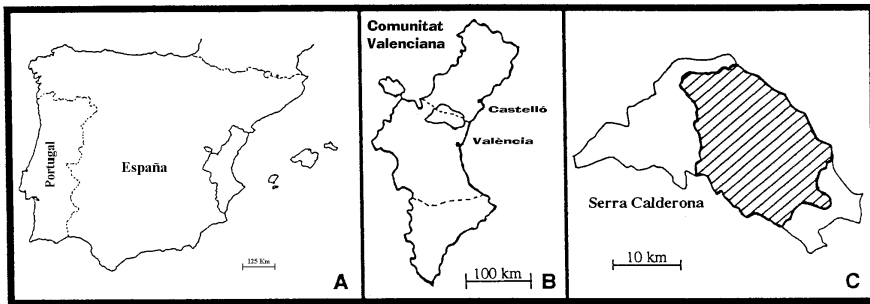 Portugal
España
125 Km
A
Comunitat
Valenciana
Castelló
València
100 km
B
Serra Calderona
10 km
C